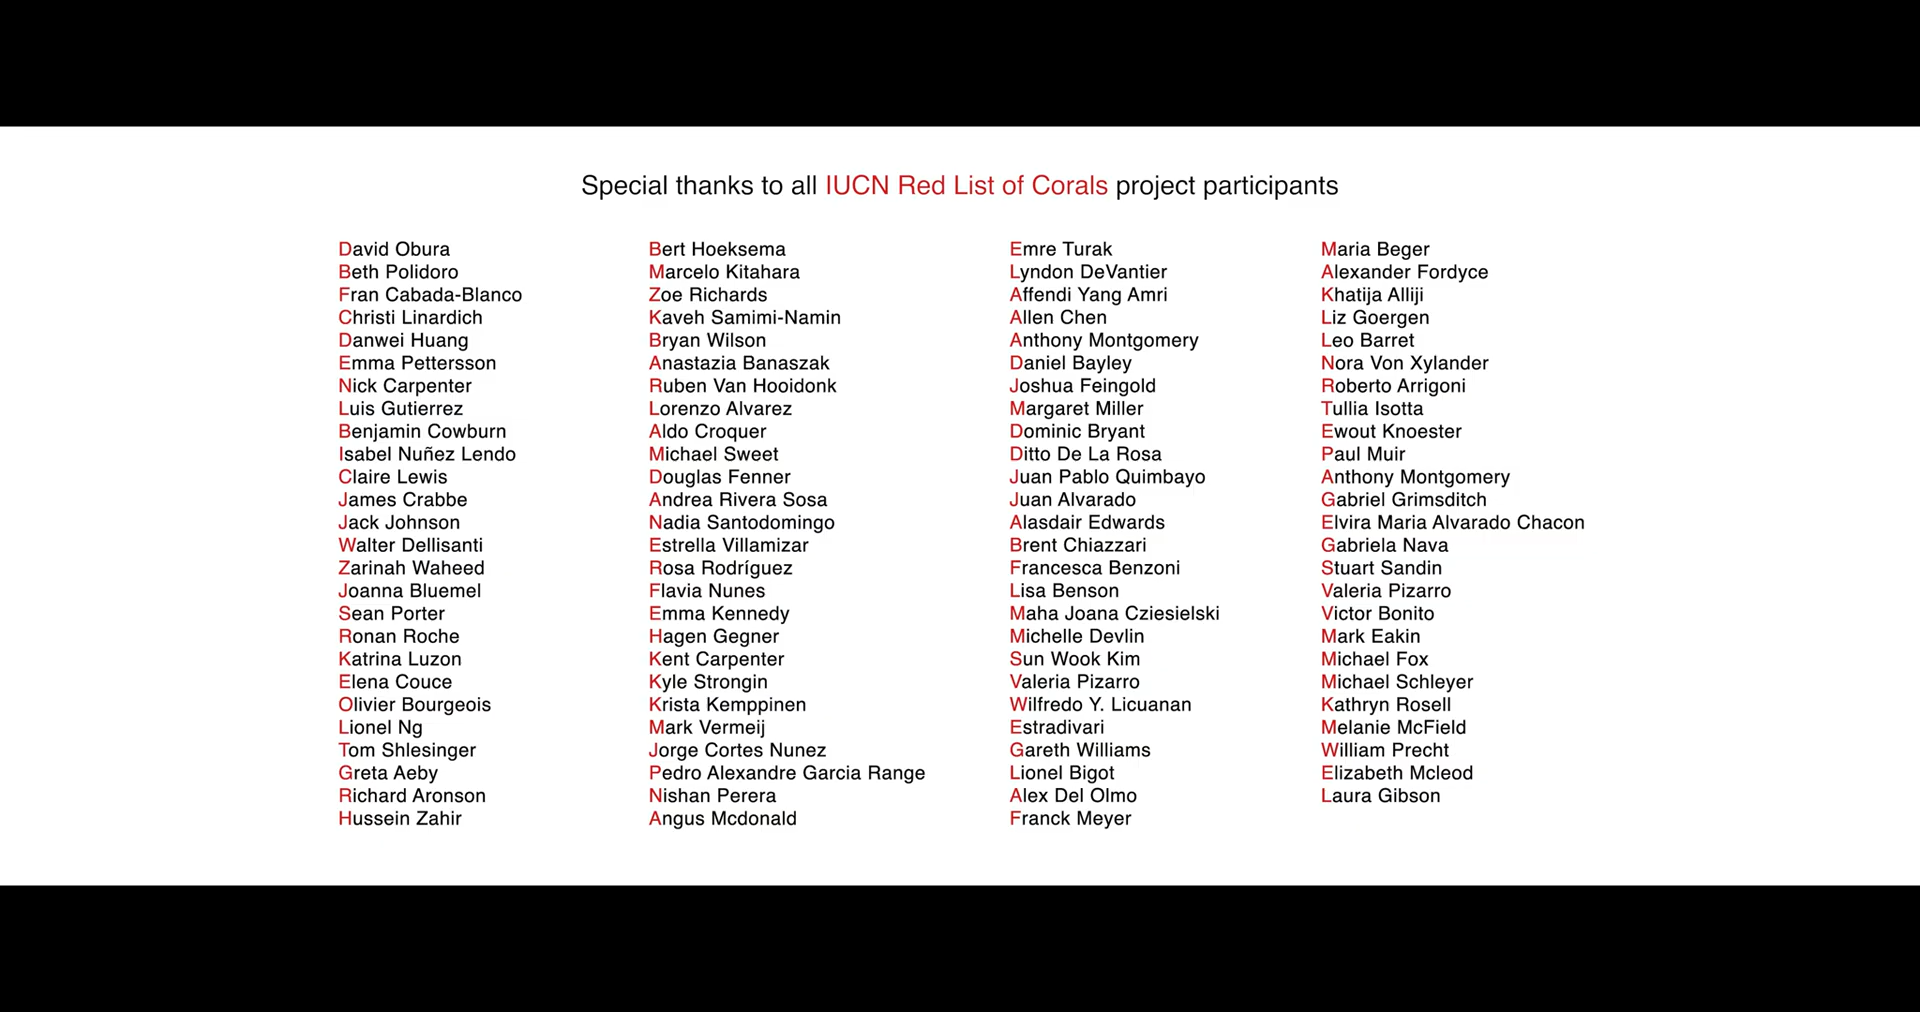 Special thanks to all IUCN Red List of Corals project participants
David Obura
Beth Polidoro
Fran Cabada-Blanco
Christi Linardich
Danwei Huang
Emma Pettersson
Nick Carpenter
Luis Gutierrez
Benjamin Cowburn
Isabel Nuñez Lendo
Claire Lewis
James Crabbe
Jack Johnson
Walter Dellisanti
Zarinah Waheed
Joanna Bluemel
Sean Porter
Ronan Roche
Katrina Luzon
Elena Couce
Olivier Bourgeois
Lionel Ng
Tom Shlesinger
Greta Aeby
Richard Aronson
Hussein Zahir
Bert Hoeksema
Marcelo Kitahara
Zoe Richards
Kaveh Samimi-Namin
Bryan Wilson
Anastazia Banaszak
Ruben Van Hooidonk
Lorenzo Alvarez
Aldo Croquer
Michael Sweet
Douglas Fenner
Andrea Rivera Sosa
Nadia Santodomingo
Estrella Villamizar
Rosa Rodríguez
Flavia Nunes
Emma Kennedy
Hagen Gegner
Kent Carpenter
Kyle Strongin
Krista Kemppinen
Mark Vermeij
Jorge Cortes Nunez
Pedro Alexandre Garcia Range
Nishan Perera
Angus Mcdonald
Emre Turak
Lyndon DeVantier
Affendi Yang Amri
Allen Chen
Anthony Montgomery
Daniel Bayley
Joshua Feingold
Margaret Miller
Dominic Bryant
Ditto De La Rosa
Juan Pablo Quimbayo
Juan Alvarado
Alasdair Edwards
Brent Chiazzari
Francesca Benzoni
Lisa Benson
Maha Joana Cziesielski
Michelle Devlin
Sun Wook Kim
Valeria Pizarro
Wilfredo Y. Licuanan
Estradivari
Gareth Williams
Lionel Bigot
Alex Del Olmo
Franck Meyer
Maria Beger
Alexander Fordyce
Khatija Alliji
Liz Goergen
Leo Barret
Nora Von Xylander
Roberto Arrigoni
Tullia Isotta
Ewout Knoester
Paul Muir
Anthony Montgomery
Gabriel Grimsditch
Elvira Maria Alvarado Chacon
Gabriela Nava
Stuart Sandin
Valeria Pizarro
Victor Bonito
Mark Eakin
Michael Fox
Michael Schleyer
Kathryn Rosell
Melanie McField
William Precht
Elizabeth Mcleod
Laura Gibson